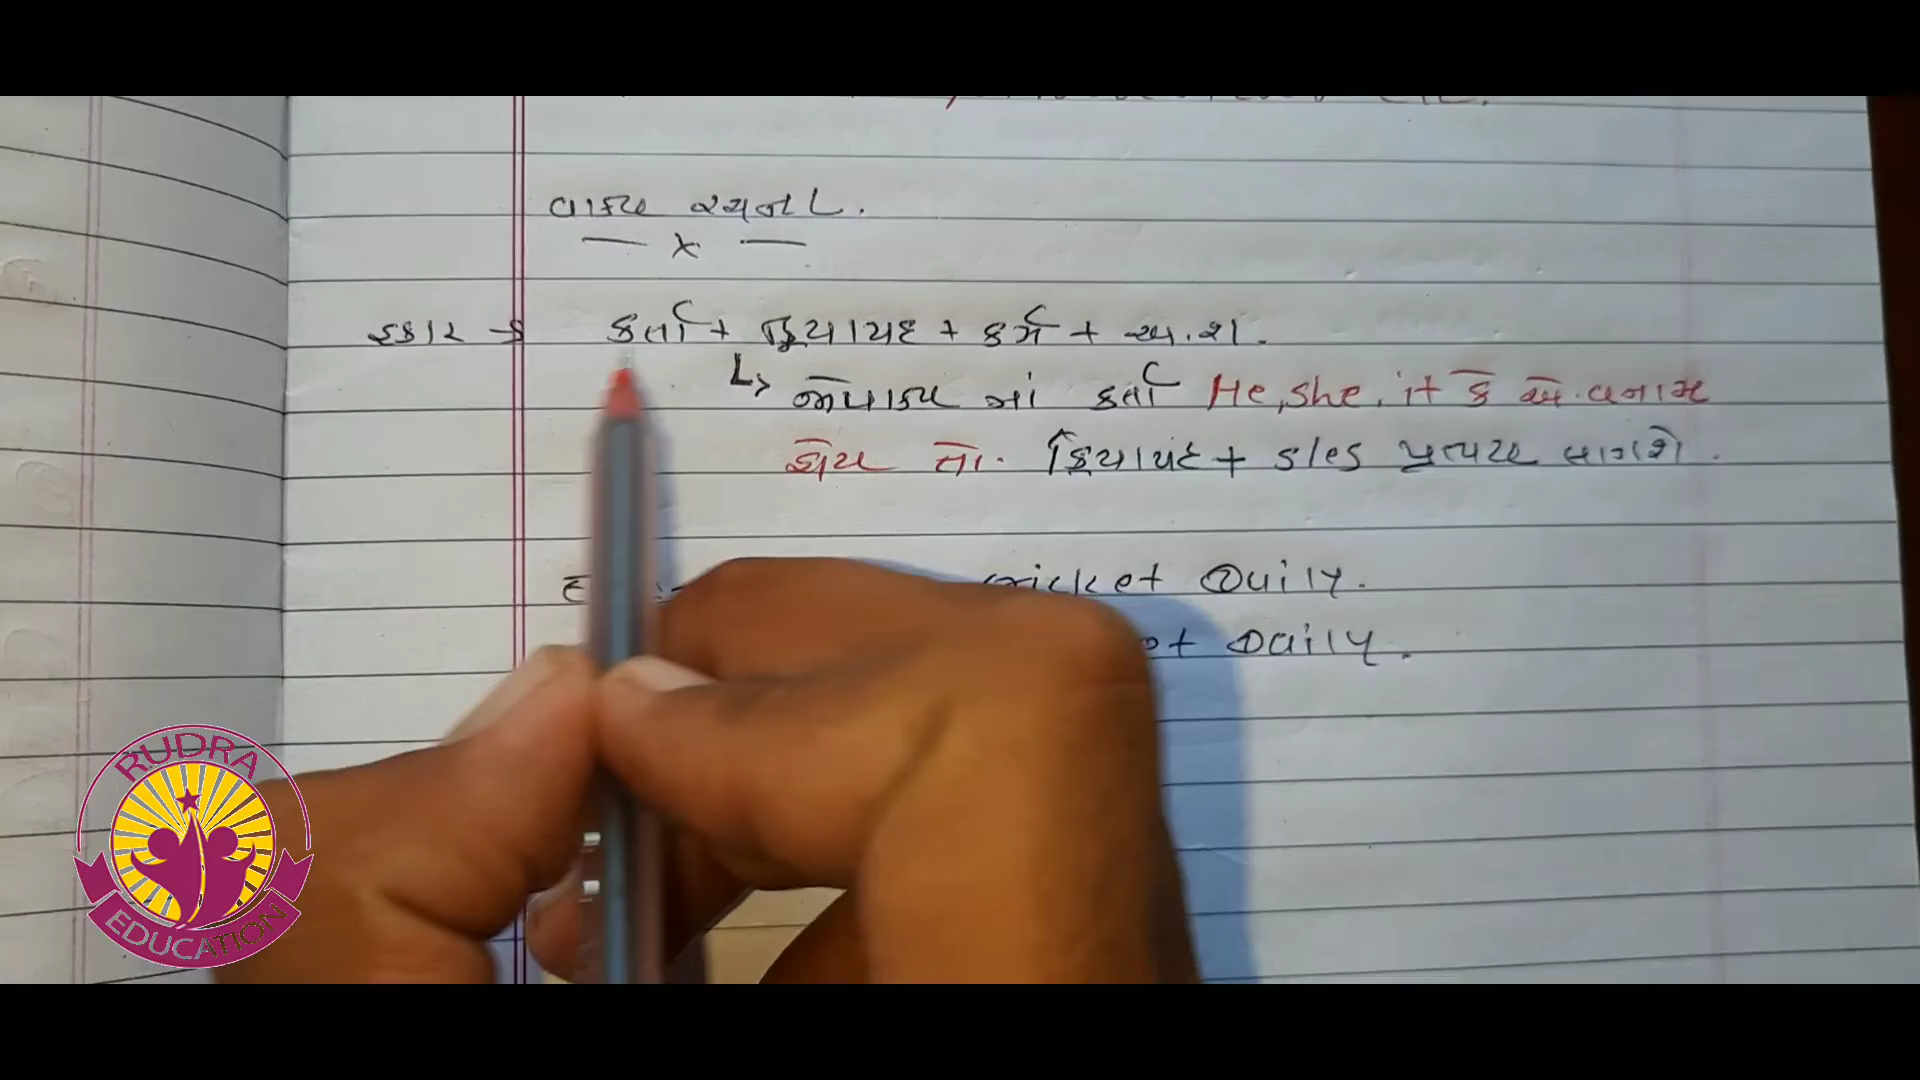 વાક્ય રચના.
હકાર → કર્તા + ક્રિયાપદ + કર્મ + અ.શ.
જો વાક્ય માં કર્તા He, she, it કે એ.વ નામ
હોય તો. ક્રિયાપદ + s/es પ્રત્યય લાગશે.
cricket Daily.
Daily.
RUDRA
EDUCATION